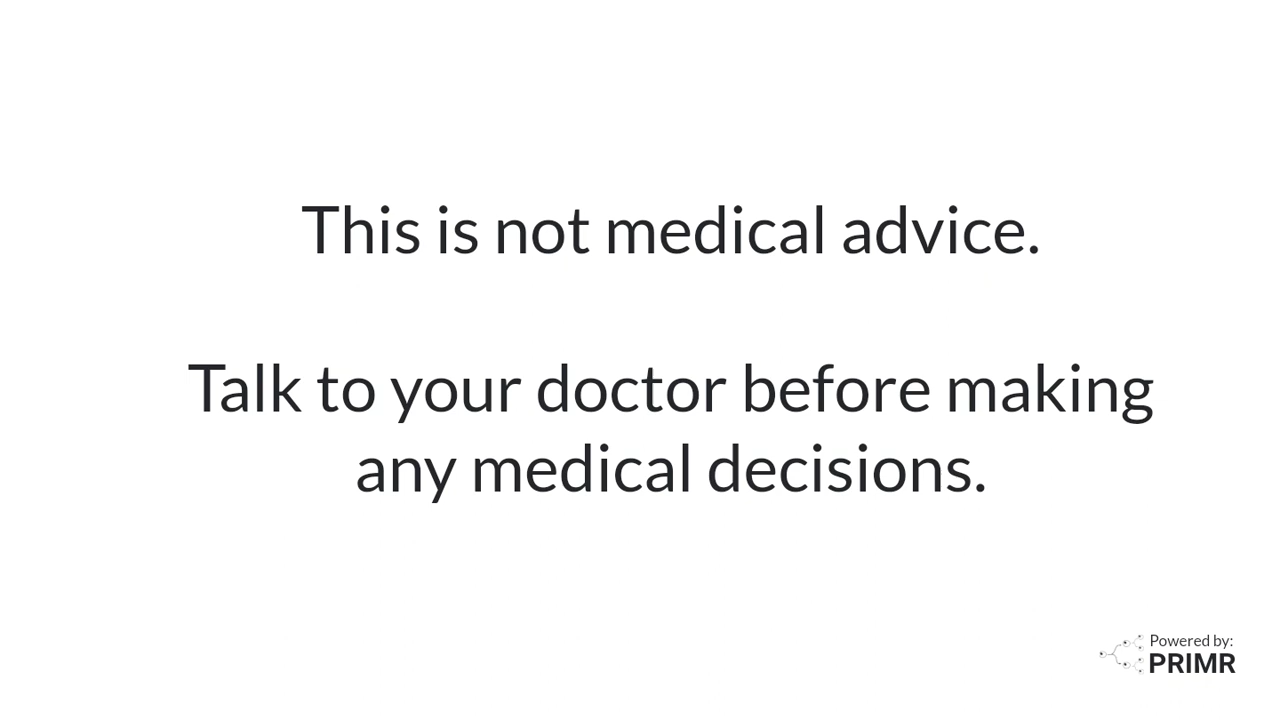 This is not medical advice.
Talk to your doctor before making
any medical decisions.
Powered by:
PRIMR